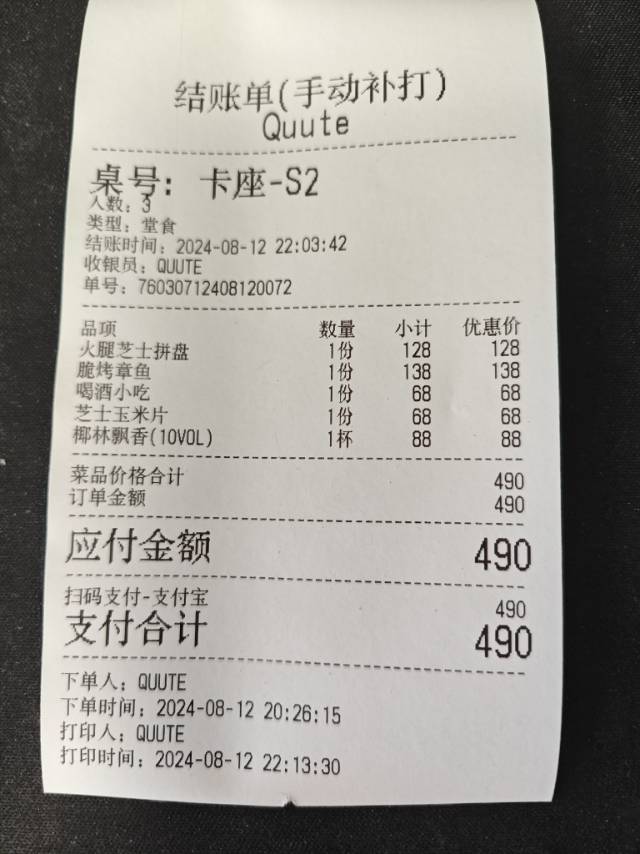 结账单(手动补打)
Quute
桌号: 卡座-S2
人数: 3
类型: 堂食
结账时间: 2024-08-12 22:03:42
收银员: QUUTE
单号: 76030712408120072
品项 数量 小计 优惠价
火腿芝士拼盘 1份 128 128
脆烤章鱼 1份 138 138
喝酒小吃 1份 68 68
芝士玉米片 1份 68 68
椰林飘香(10VOL) 1杯 88 88
菜品价格合计 490
订单金额 490
应付金额 490
扫码支付-支付宝 490
支付合计 490
下单人: QUUTE
下单时间: 2024-08-12 20:26:15
打印人: QUUTE
打印时间: 2024-08-12 22:13:30